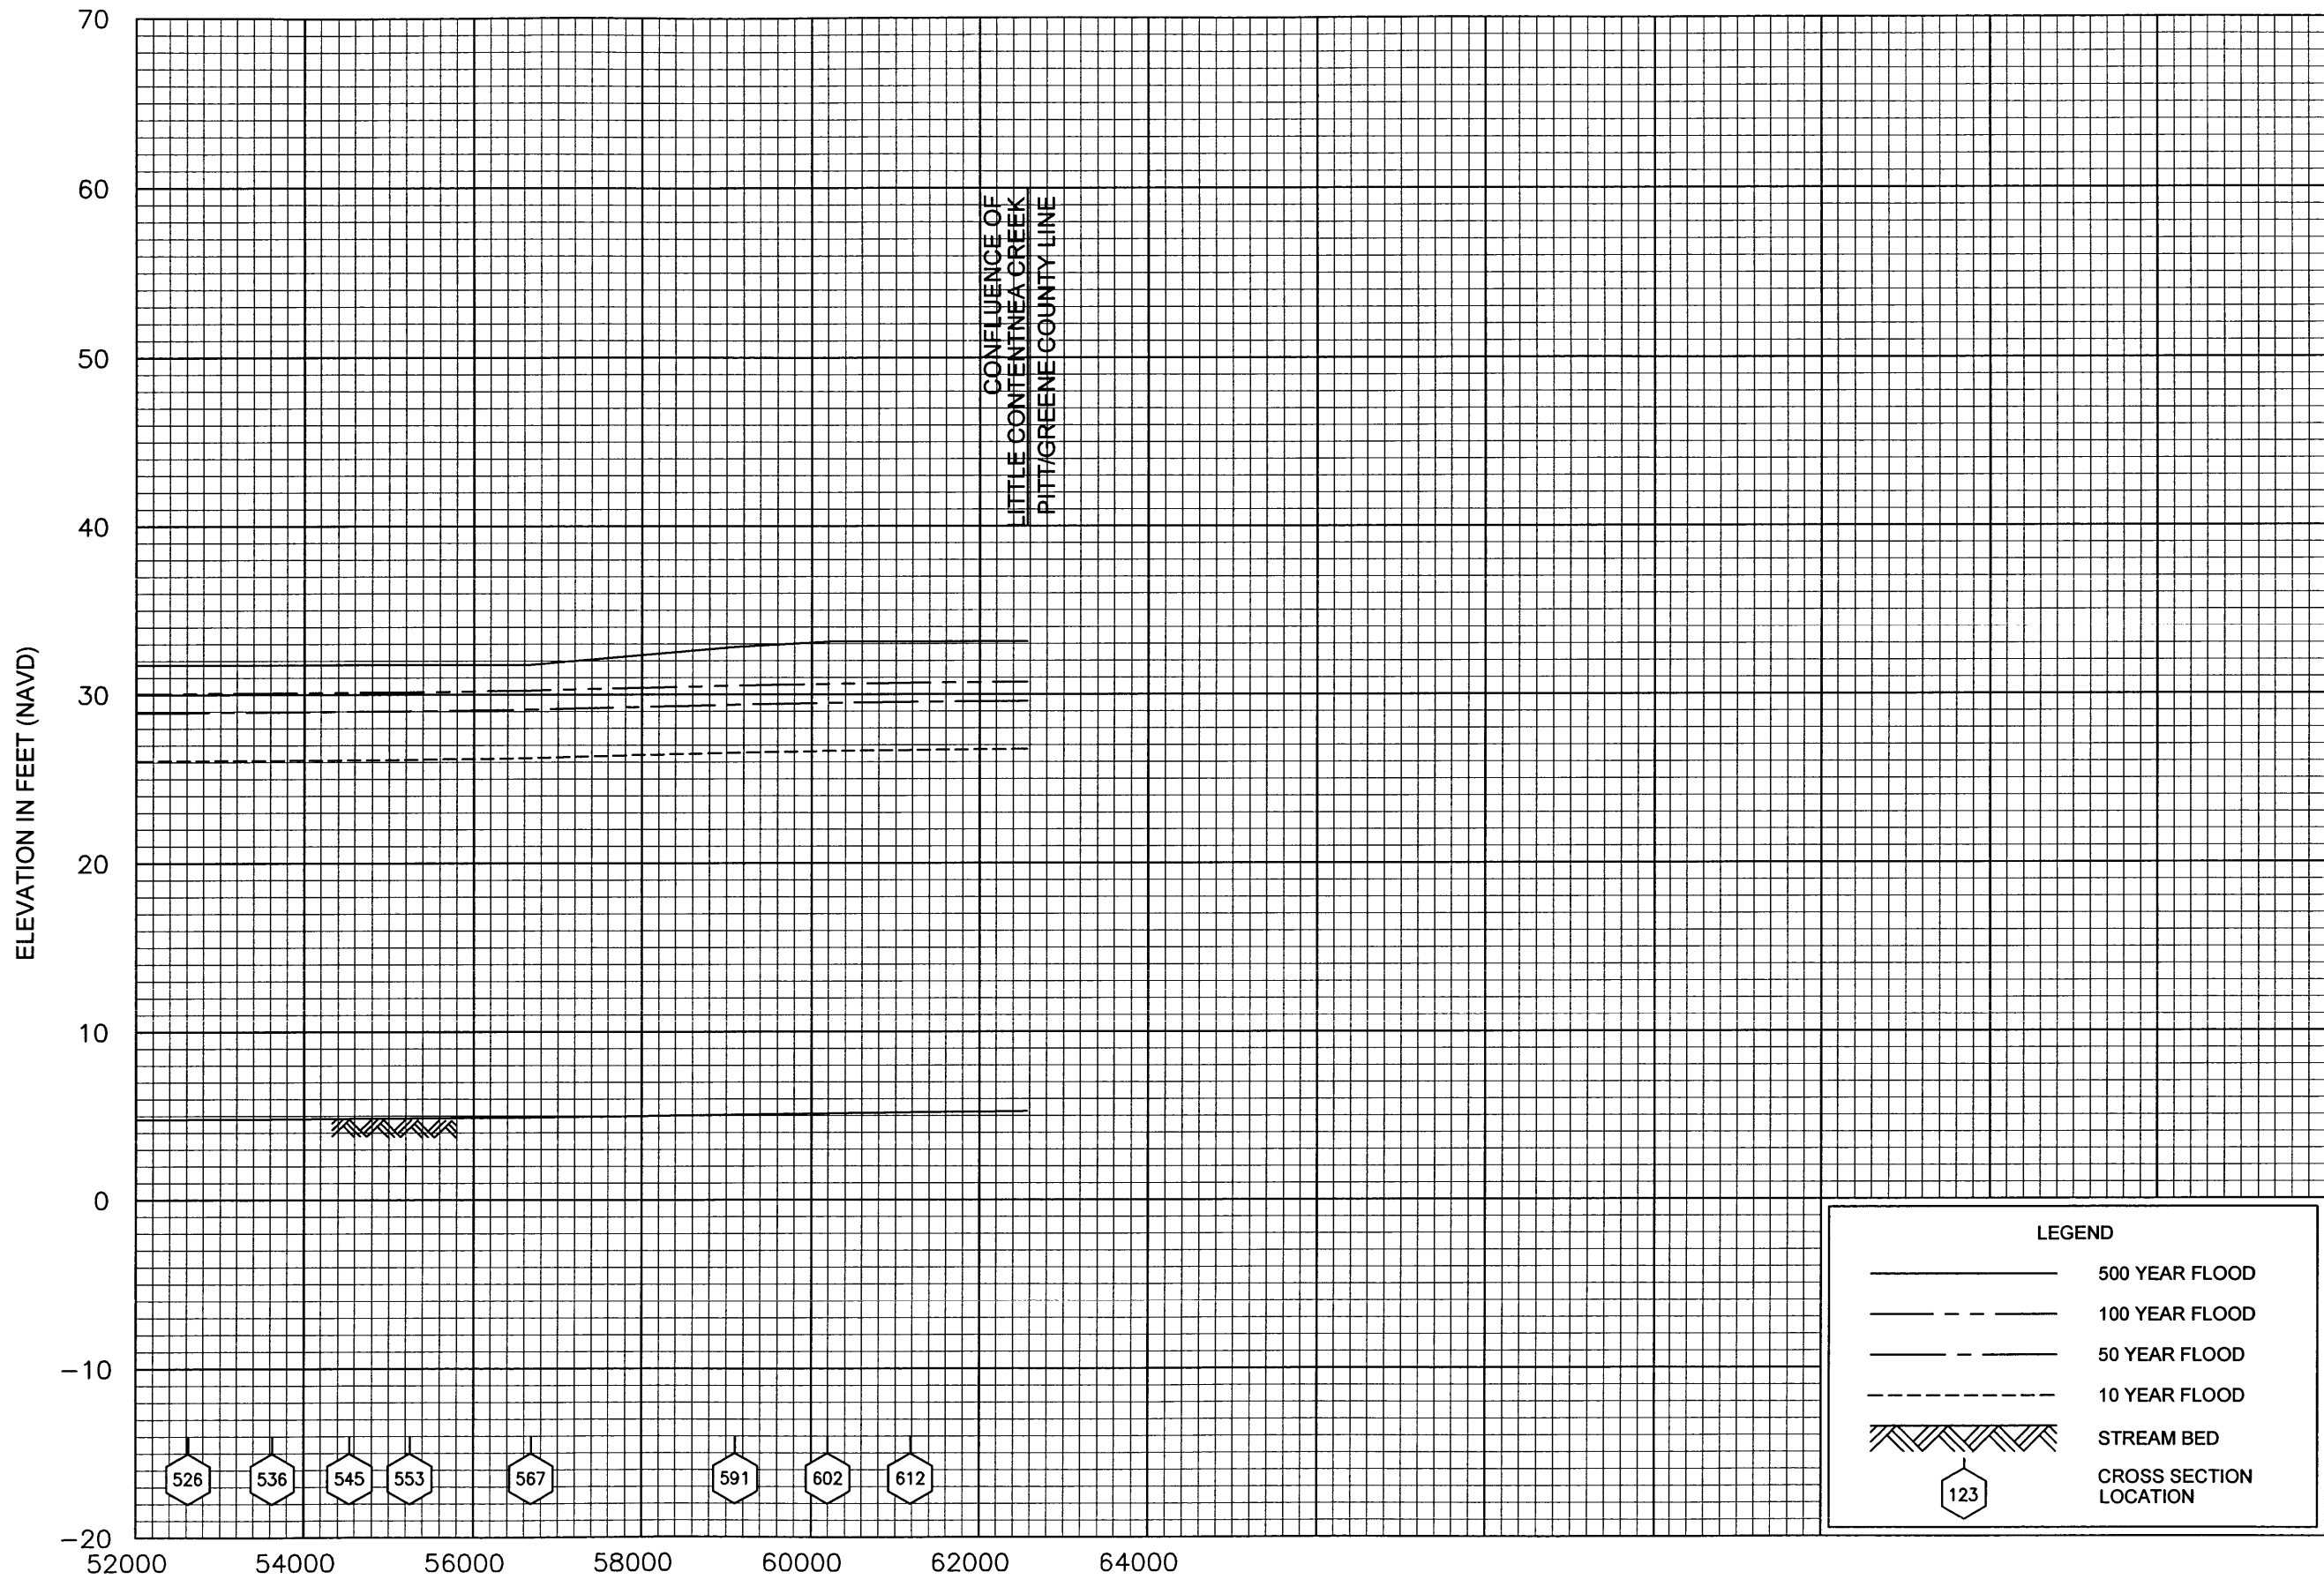 70
60
50
40
30
20
10
0
-10
-20
ELEVATION IN FEET (NAVD)
CONFLUENCE OF
LITTLE CONTENTNEA CREEK
PITT/GREENE COUNTY LINE
526
536
545
553
567
591
602
612
52000
54000
56000
58000
60000
62000
64000
LEGEND
500 YEAR FLOOD
100 YEAR FLOOD
50 YEAR FLOOD
10 YEAR FLOOD
STREAM BED
123
CROSS SECTION
LOCATION